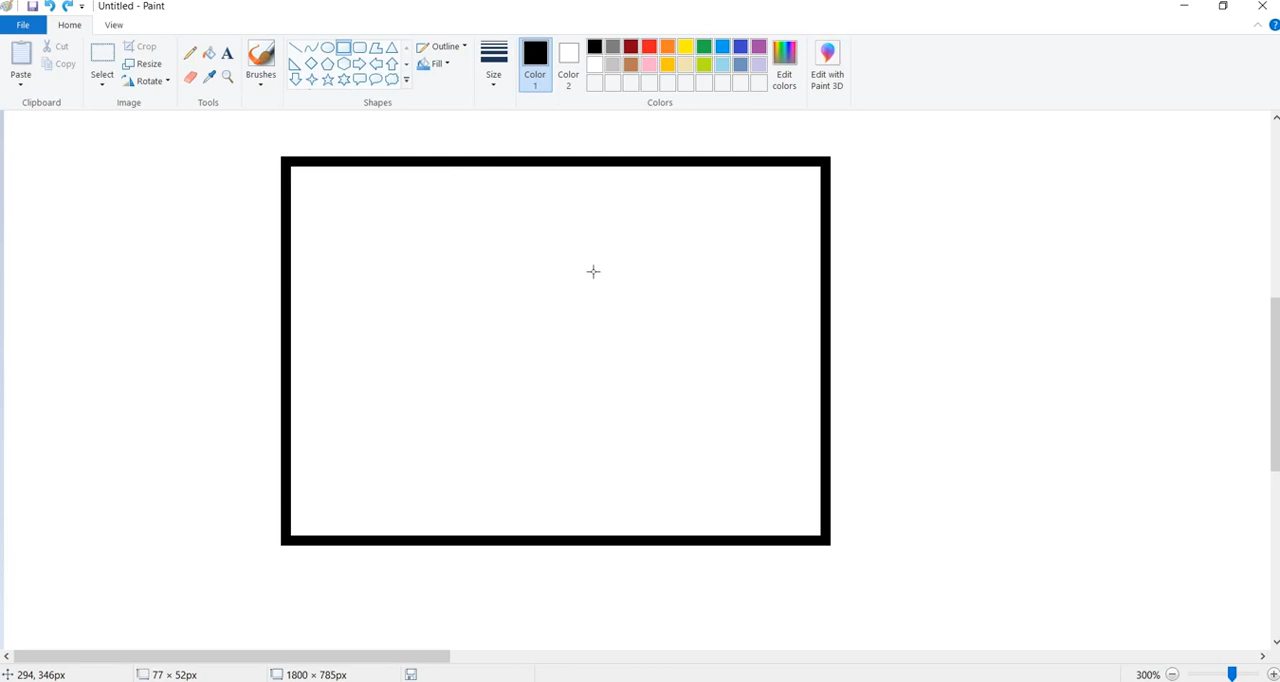 Untitled - Paint
File Home View
Paste
Cut
Copy
Clipboard
Select
Crop
Resize
Rotate
Image
Tools
Brushes
Shapes
Outline
Fill
Size
Color 1
Color 2
Edit colors
Colors
Edit with Paint 3D
294, 346px
77 × 52px
1800 × 785px
300%